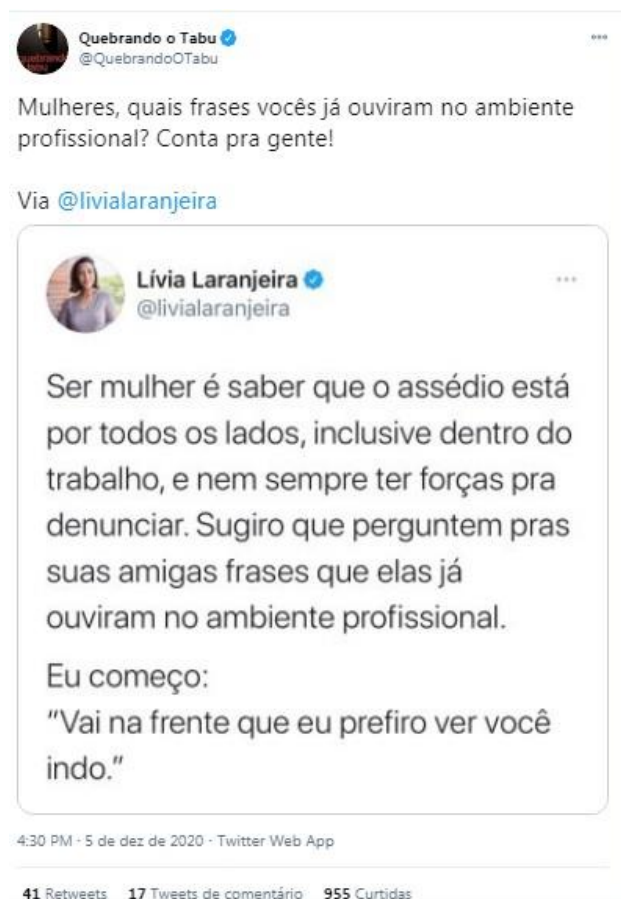 Quebrando o Tabu
@QuebrandoOTabu
Mulheres, quais frases vocês já ouviram no ambiente
profissional? Conta pra gente!
Via @livialaranjeira
Lívia Laranjeira
@livialaranjeira
Ser mulher é saber que o assédio está
por todos os lados, inclusive dentro do
trabalho, e nem sempre ter forças pra
denunciar. Sugiro que perguntem pras
suas amigas frases que elas já
ouviram no ambiente profissional.
Eu começo:
“Vai na frente que eu prefiro ver você
indo.”
4:30 PM · 5 de dez de 2020 · Twitter Web App
41 Retweets 17 Tweets de comentário 955 Curtidas